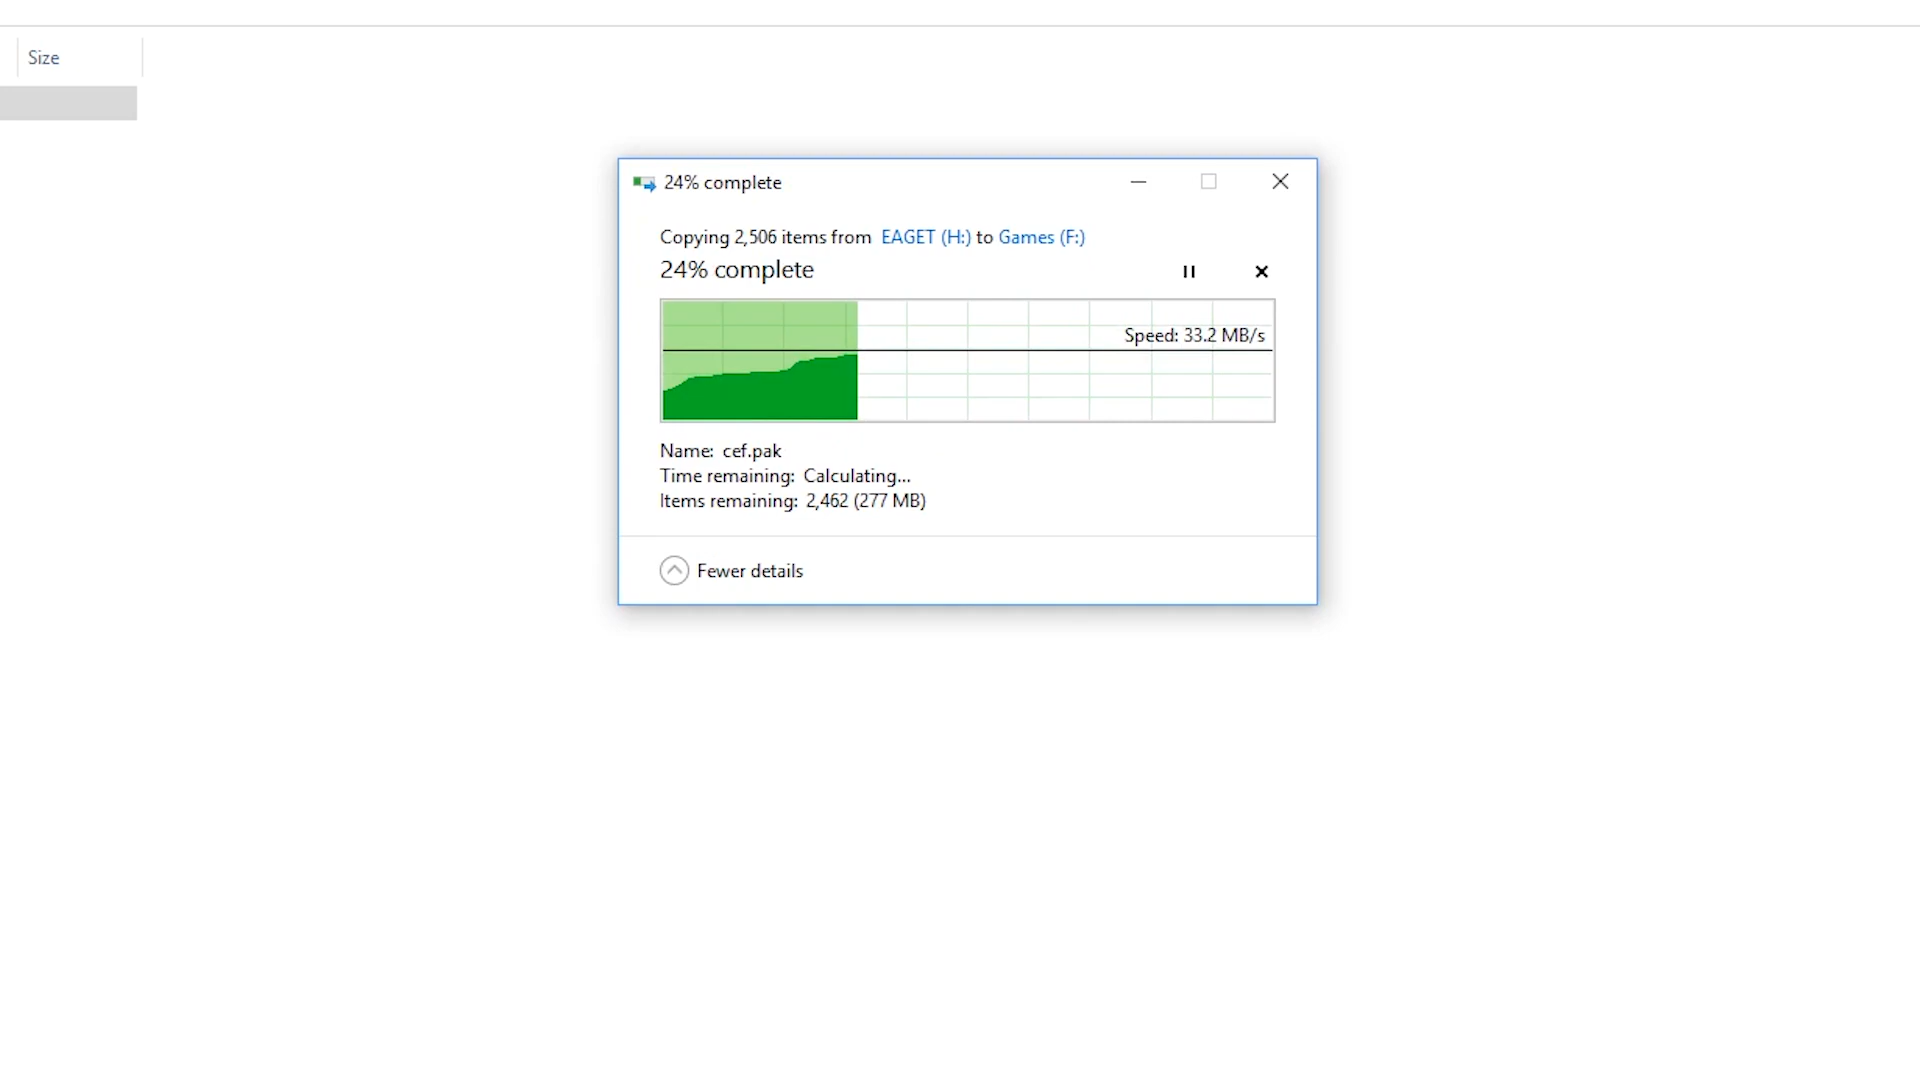 Size
24% complete
Copying 2,506 items from EAGET (H:) to Games (F:)
24% complete
Speed: 33.2 MB/s
Name: cef.pak
Time remaining: Calculating...
Items remaining: 2,462 (277 MB)
Fewer details